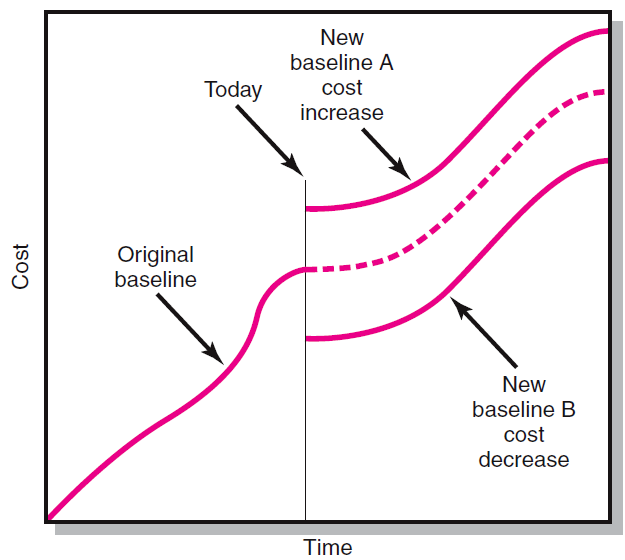 New
baseline A
cost
increase
Today
Original
baseline
Cost
New
baseline B
cost
decrease
Time